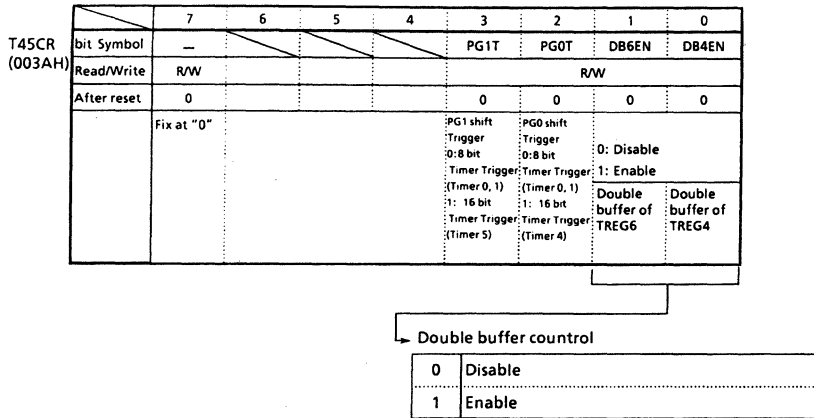 7 6 5 4 3 2 1 0
T45CR
(003AH)
bit Symbol — PG1T PG0T DB6EN DB4EN
Read/Write R/W R/W
After reset 0 0 0 0 0
Fix at "0"
PG1 shift
Trigger
0:8 bit
Timer Trigger
(Timer 0, 1)
1: 16 bit
Timer Trigger
(Timer 5)
PG0 shift
Trigger
0:8 bit
Timer Trigger
(Timer 0, 1)
1: 16 bit
Timer Trigger
(Timer 4)
0: Disable
1: Enable
Double
buffer of
TREG6
Double
buffer of
TREG4
Double buffer countrol
0 Disable
1 Enable